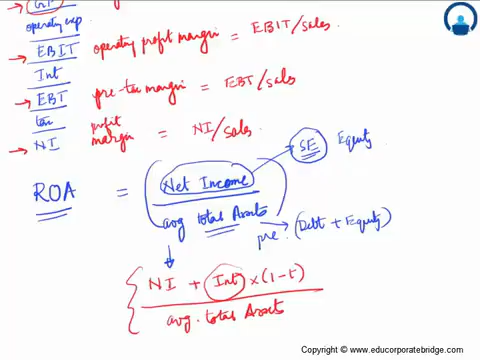 GP
operating exp
EBIT operating profit margin = EBIT/sales
Int
EBT pre-tax margin = EBT/sales
tax
NI profit margin = NI/sales
SE Equity
ROA = Net Income
avg total Assets
(Debt + Equity)
NI + Int × (1-t)
avg. total Assets
Copyright © www.educorporatebridge.com